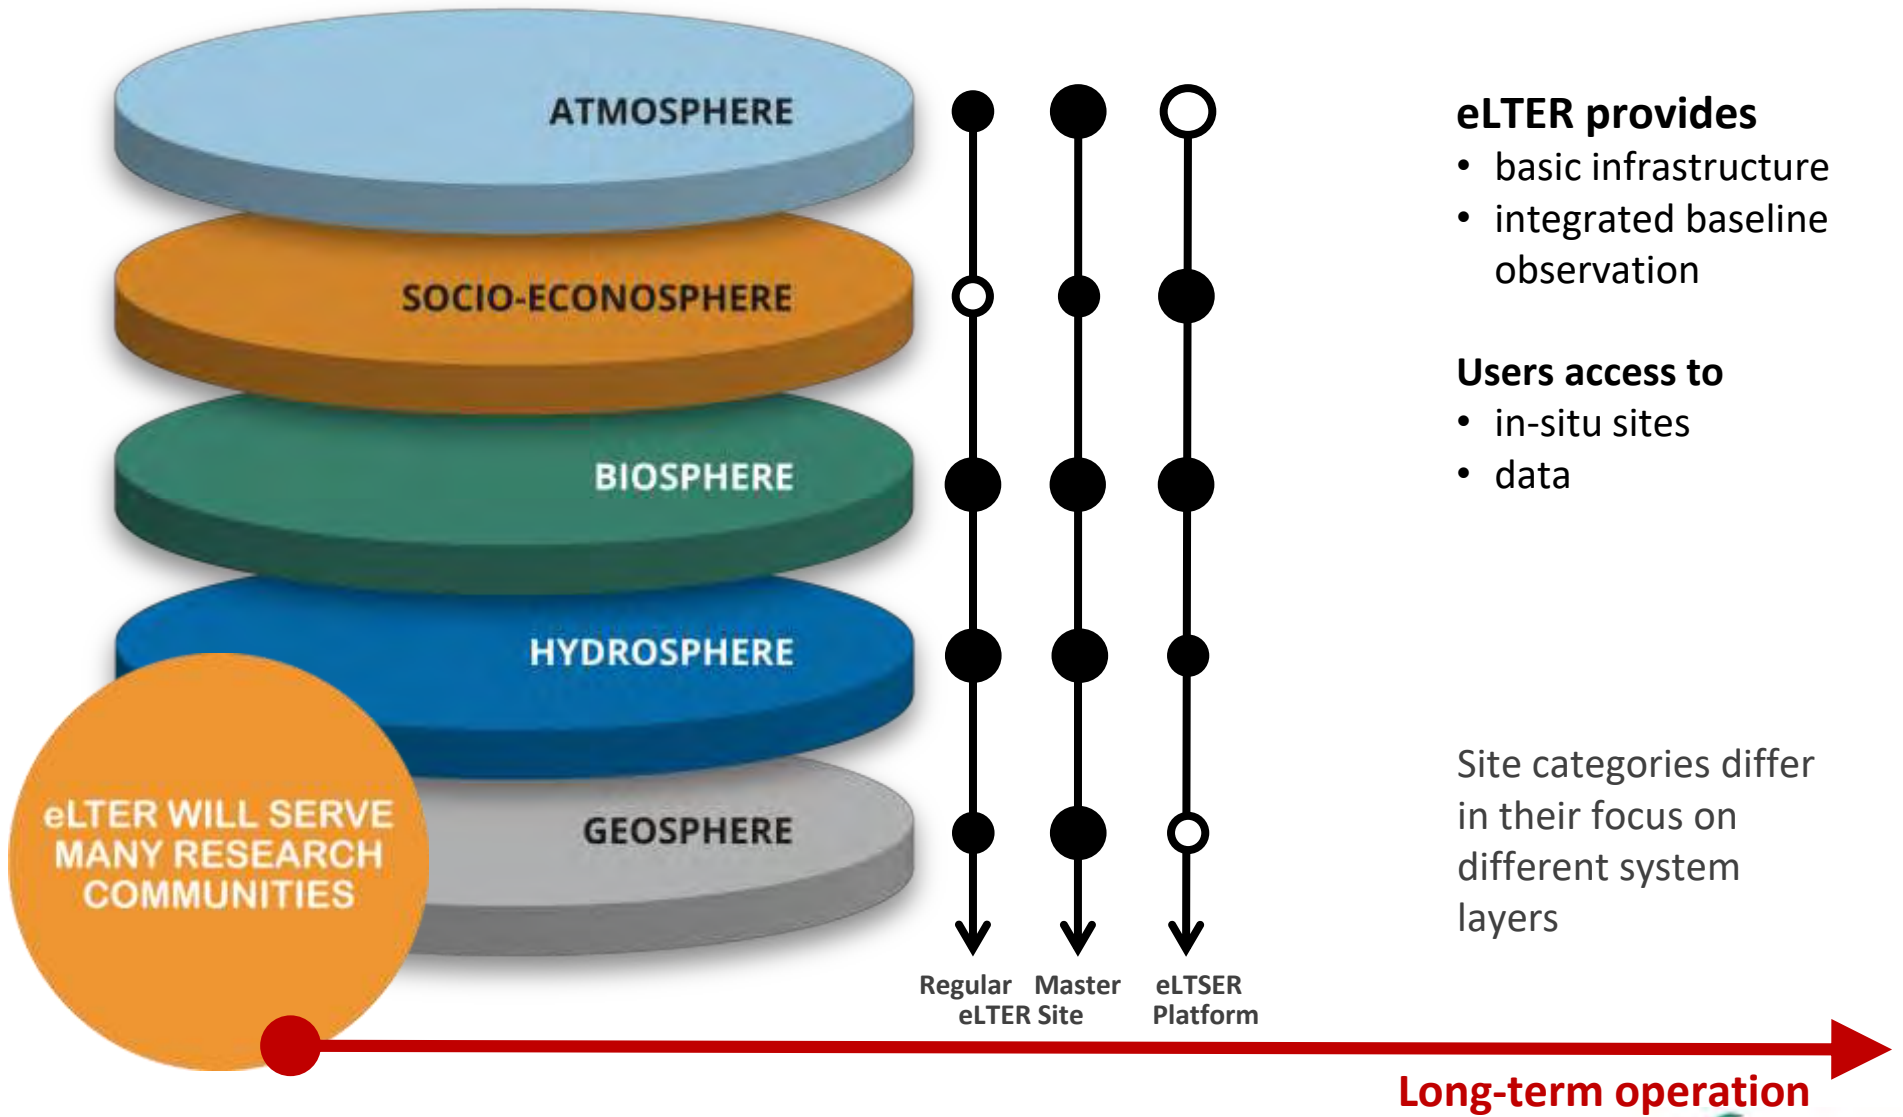 ATMOSPHERE
SOCIO-ECONOSPHERE
BIOSPHERE
HYDROSPHERE
GEOSPHERE
eLTER WILL SERVE
MANY RESEARCH
COMMUNITIES
Regular Master
eLTER Site
eLTSER
Platform
eLTER provides
• basic infrastructure
• integrated baseline
observation
Users access to
• in-situ sites
• data
Site categories differ
in their focus on
different system
layers
Long-term operation